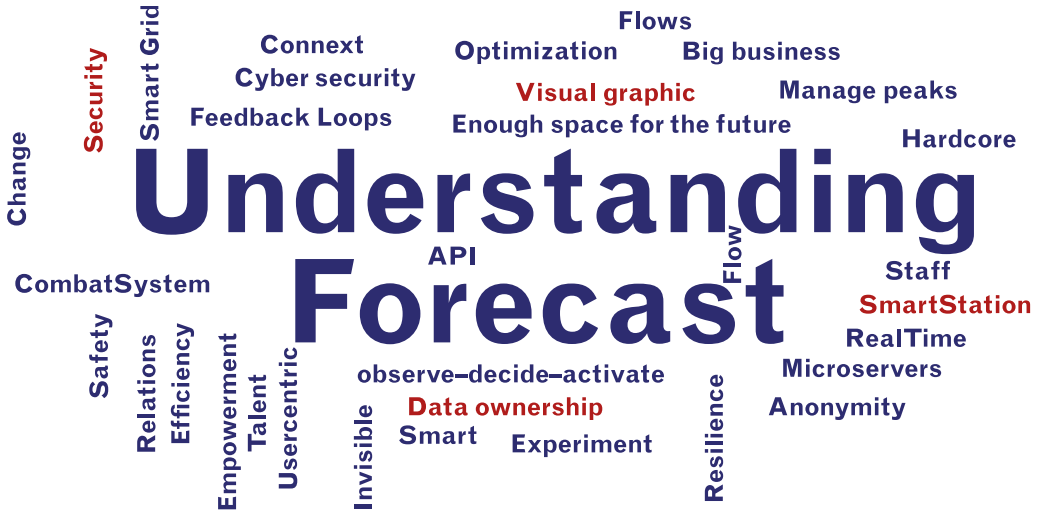 Flows
Connext
Optimization
Big business
Cyber security
Smart Grid
Security
Visual graphic
Manage peaks
Feedback Loops
Enough space for the future
Hardcore
Change
Understanding
API
Flow
Forecast
CombatSystem
Staff
SmartStation
RealTime
Safety
Relations
Efficiency
Empowerment
Talent
Usercentric
observe–decide–activate
Microservers
Data ownership
Anonymity
Invisible
Smart
Experiment
Resilience